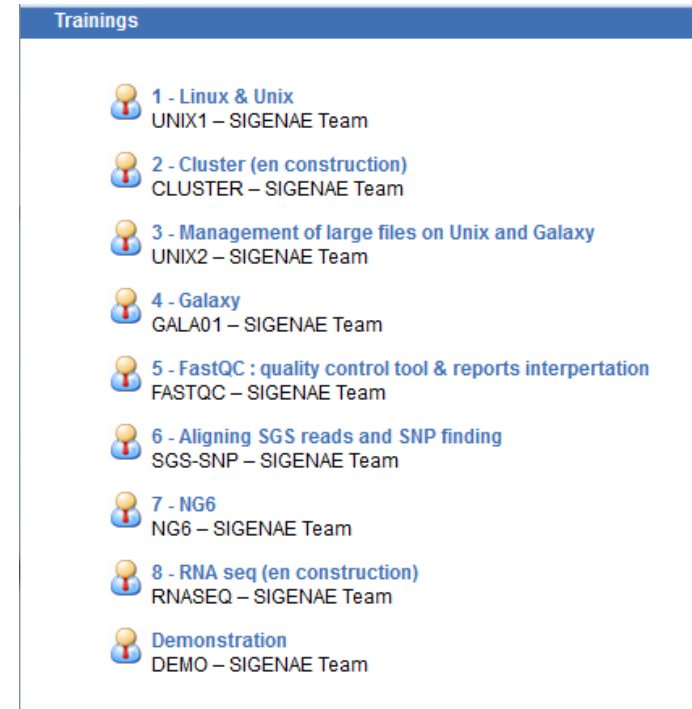 Trainings
1 - Linux & Unix
UNIX1 – SIGENAE Team
2 - Cluster (en construction)
CLUSTER – SIGENAE Team
3 - Management of large files on Unix and Galaxy
UNIX2 – SIGENAE Team
4 - Galaxy
GALA01 – SIGENAE Team
5 - FastQC : quality control tool & reports interpertation
FASTQC – SIGENAE Team
6 - Aligning SGS reads and SNP finding
SGS-SNP – SIGENAE Team
7 - NG6
NG6 – SIGENAE Team
8 - RNA seq (en construction)
RNASEQ – SIGENAE Team
Demonstration
DEMO – SIGENAE Team